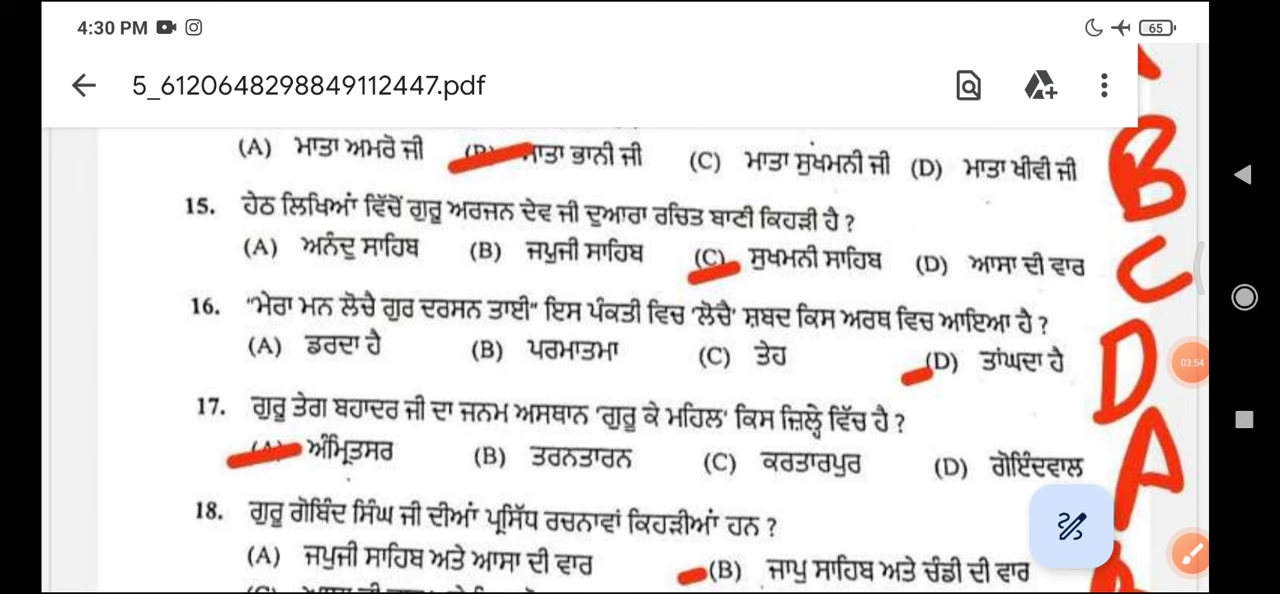 4:30 PM 65
5_6120648298849112447.pdf
(A) ਮਾਤਾ ਅਮਰੋ ਜੀ (B) ਮਾਤਾ ਭਾਨੀ ਜੀ (C) ਮਾਤਾ ਸੁਖਮਨੀ ਜੀ (D) ਮਾਤਾ ਖੀਵੀ ਜੀ
B
15. ਹੇਠ ਲਿਖਿਆਂ ਵਿੱਚੋਂ ਗੁਰੂ ਅਰਜਨ ਦੇਵ ਜੀ ਦੁਆਰਾ ਰਚਿਤ ਬਾਣੀ ਕਿਹੜੀ ਹੈ ?
(A) ਅਨੰਦੁ ਸਾਹਿਬ (B) ਜਪੁਜੀ ਸਾਹਿਬ (C) ਸੁਖਮਨੀ ਸਾਹਿਬ (D) ਆਸਾ ਦੀ ਵਾਰ
C
16. “ਮੇਰਾ ਮਨ ਲੋਚੈ ਗੁਰ ਦਰਸਨ ਤਾਈ” ਇਸ ਪੰਕਤੀ ਵਿਚ ‘ਲੋਚੈ’ ਸ਼ਬਦ ਕਿਸ ਅਰਥ ਵਿਚ ਆਇਆ ਹੈ ?
(A) ਡਰਦਾ ਹੈ (B) ਪਰਮਾਤਮਾ (C) ਤੇਹ (D) ਤਾਂਘਦਾ ਹੈ
D
03:54
17. ਗੁਰੂ ਤੇਗ ਬਹਾਦਰ ਜੀ ਦਾ ਜਨਮ ਅਸਥਾਨ ‘ਗੁਰੂ ਕੇ ਮਹਿਲ’ ਕਿਸ ਜ਼ਿਲ੍ਹੇ ਵਿੱਚ ਹੈ ?
(A) ਅੰਮ੍ਰਿਤਸਰ (B) ਤਰਨਤਾਰਨ (C) ਕਰਤਾਰਪੁਰ (D) ਗੋਇੰਦਵਾਲ
A
18. ਗੁਰੂ ਗੋਬਿੰਦ ਸਿੰਘ ਜੀ ਦੀਆਂ ਪ੍ਰਸਿੱਧ ਰਚਨਾਵਾਂ ਕਿਹੜੀਆਂ ਹਨ ?
(A) ਜਪੁਜੀ ਸਾਹਿਬ ਅਤੇ ਆਸਾ ਦੀ ਵਾਰ (B) ਜਾਪੁ ਸਾਹਿਬ ਅਤੇ ਚੰਡੀ ਦੀ ਵਾਰ